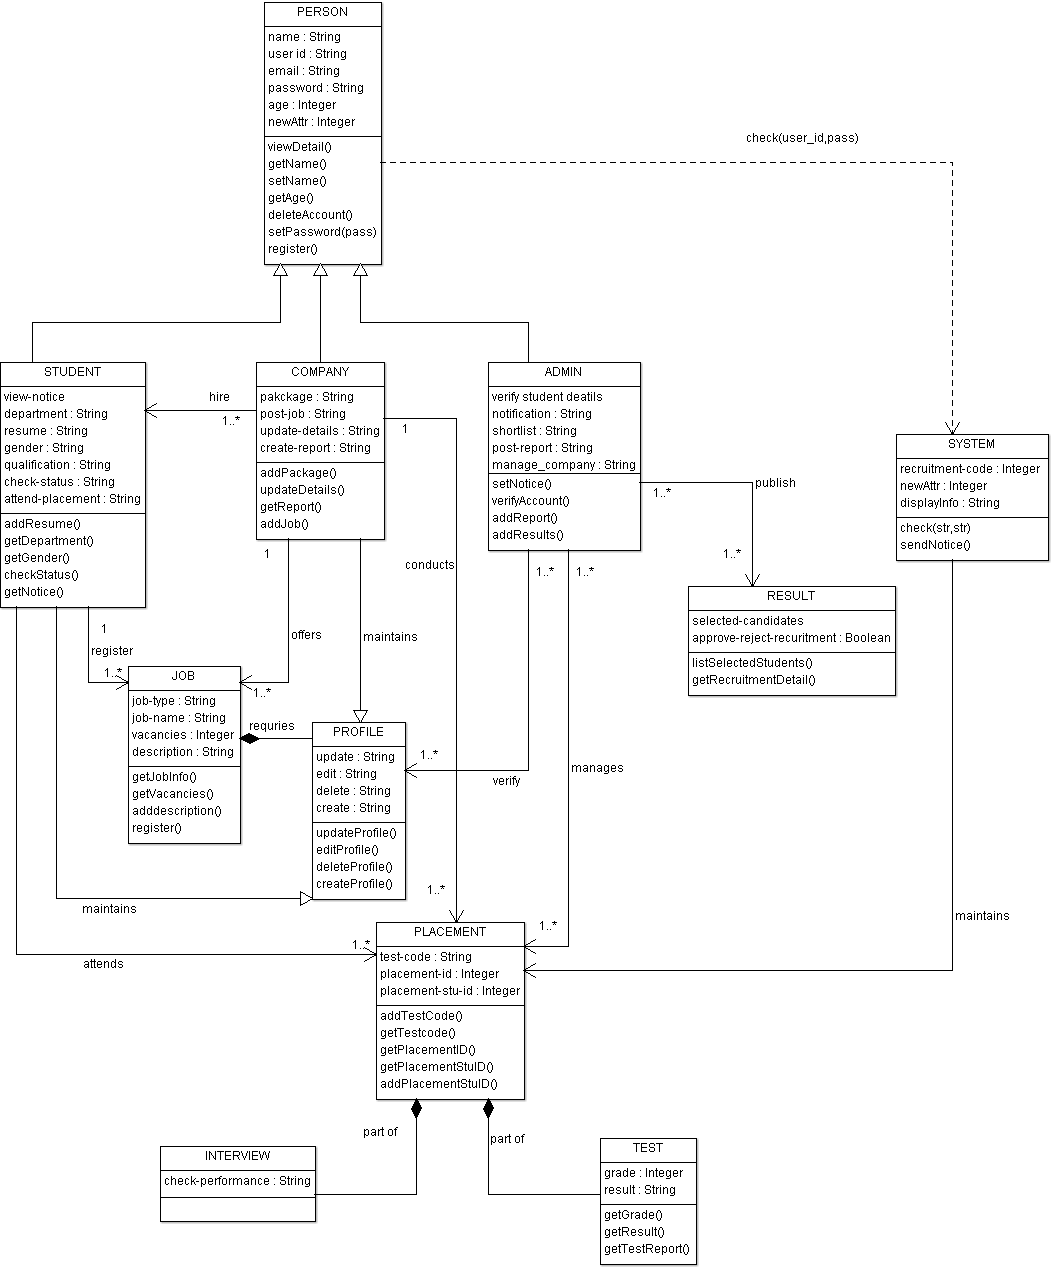 PERSON
name : String
user id : String
email : String
password : String
age : Integer
newAttr : Integer
viewDetail()
getName()
setName()
getAge()
deleteAccount()
setPassword(pass)
register()
check(user_id,pass)
STUDENT
view-notice
department : String
resume : String
gender : String
qualification : String
check-status : String
attend-placement : String
addResume()
getDepartment()
getGender()
checkStatus()
getNotice()
hire
1..*
COMPANY
pakckage : String
post-job : String
update-details : String
create-report : String
addPackage()
updateDetails()
getReport()
addJob()
1
conducts
1..*
ADMIN
verify student deatils
notification : String
shortlist : String
post-report : String
manage_company : String
setNotice()
verifyAccount()
addReport()
addResults()
1..*
publish
1..*
SYSTEM
recruitment-code : Integer
newAttr : Integer
displayInfo : String
check(str,str)
sendNotice()
RESULT
selected-candidates
approve-reject-recuritment : Boolean
listSelectedStudents()
getRecruitmentDetail()
1
register
1..*
1
offers
1..*
maintains
1..*
1..*
JOB
job-type : String
job-name : String
vacancies : Integer
description : String
getJobInfo()
getVacancies()
adddescription()
register()
requries
PROFILE
update : String
edit : String
delete : String
create : String
updateProfile()
editProfile()
deleteProfile()
createProfile()
1..*
verify
manages
1..*
maintains
maintains
attends
1..*
PLACEMENT
test-code : String
placement-id : Integer
placement-stu-id : Integer
addTestCode()
getTestcode()
getPlacementID()
getPlacementStuID()
addPlacementStuID()
part of
part of
INTERVIEW
check-performance : String
TEST
grade : Integer
result : String
getGrade()
getResult()
getTestReport()